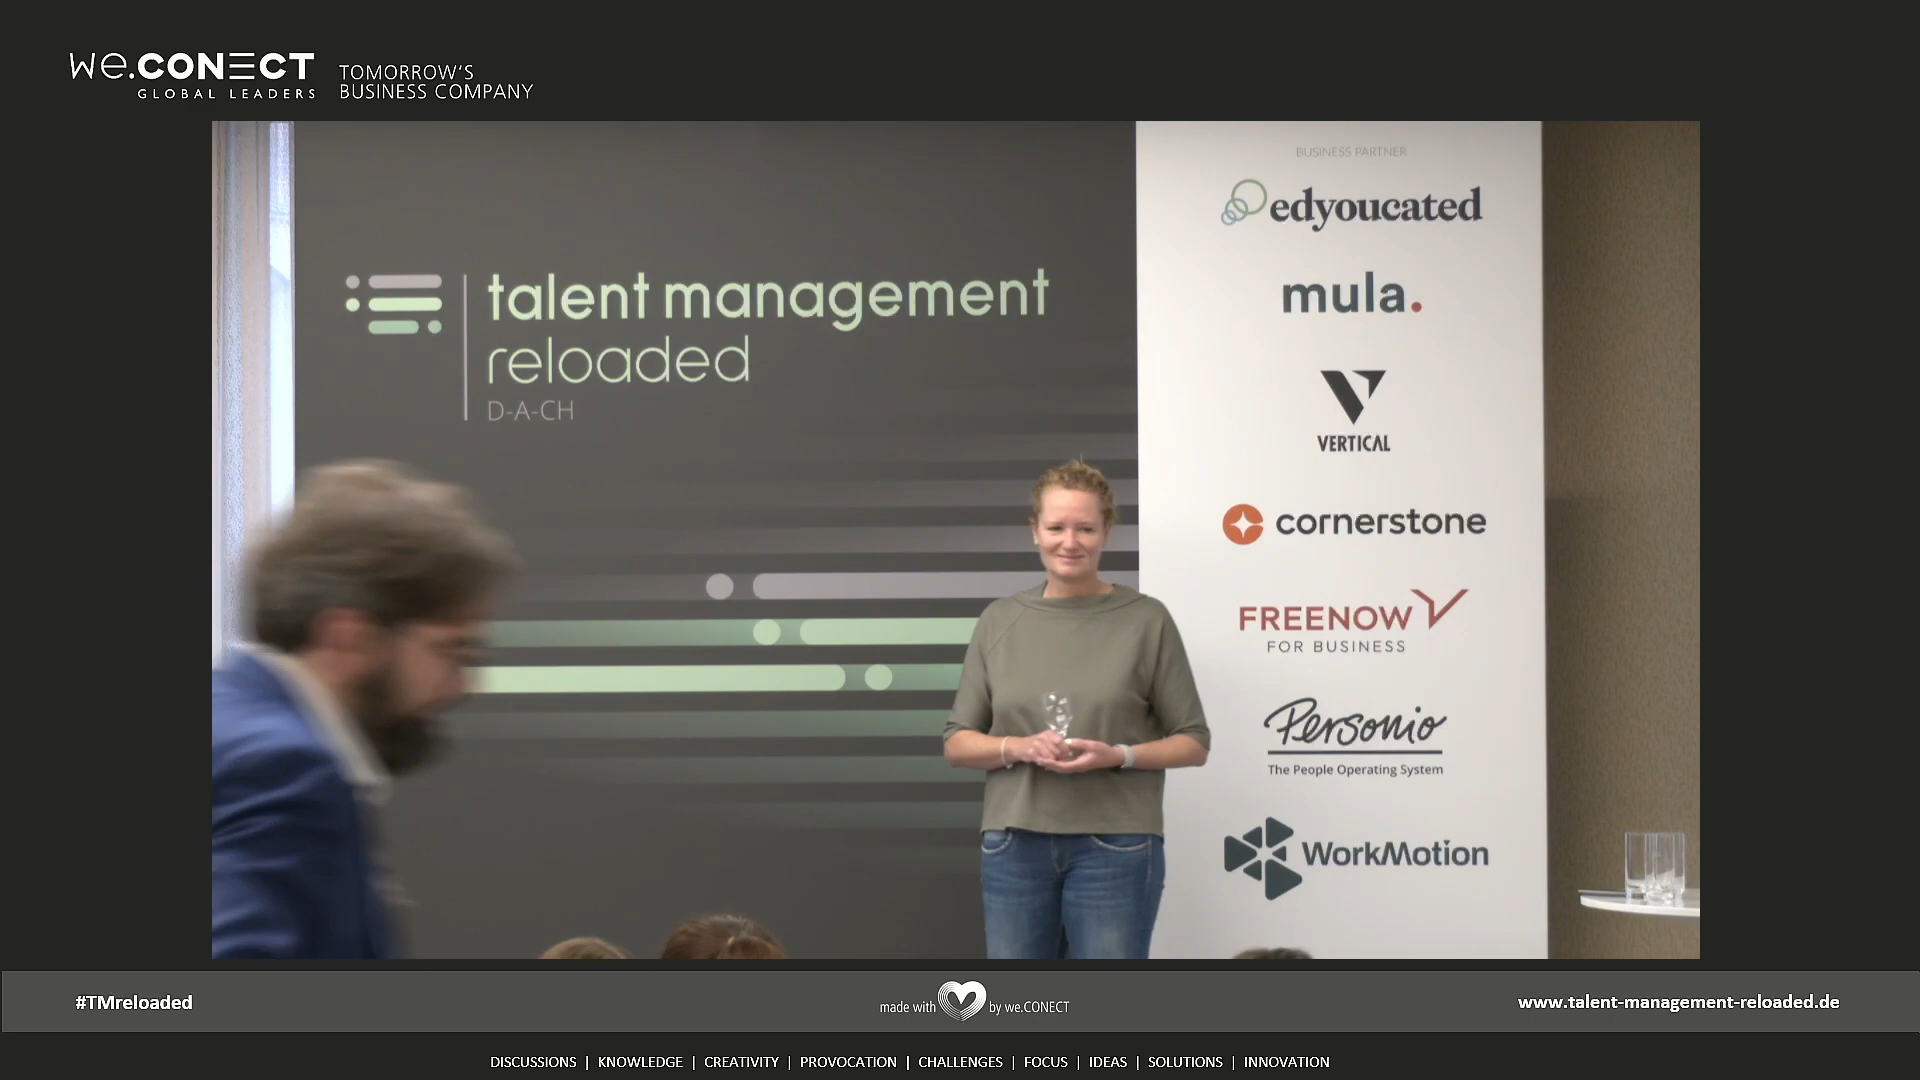 we.CONECT
GLOBAL LEADERS
TOMORROW'S
BUSINESS COMPANY
talent management
reloaded
D-A-CH
BUSINESS PARTNER
edyoucated
mula.
VERTICAL
cornerstone
FREENOW
FOR BUSINESS
Personio
The People Operating System
WorkMotion
#TMreloaded
made with by we.CONECT
www.talent-management-reloaded.de
DISCUSSIONS | KNOWLEDGE | CREATIVITY | PROVOCATION | CHALLENGES | FOCUS | IDEAS | SOLUTIONS | INNOVATION